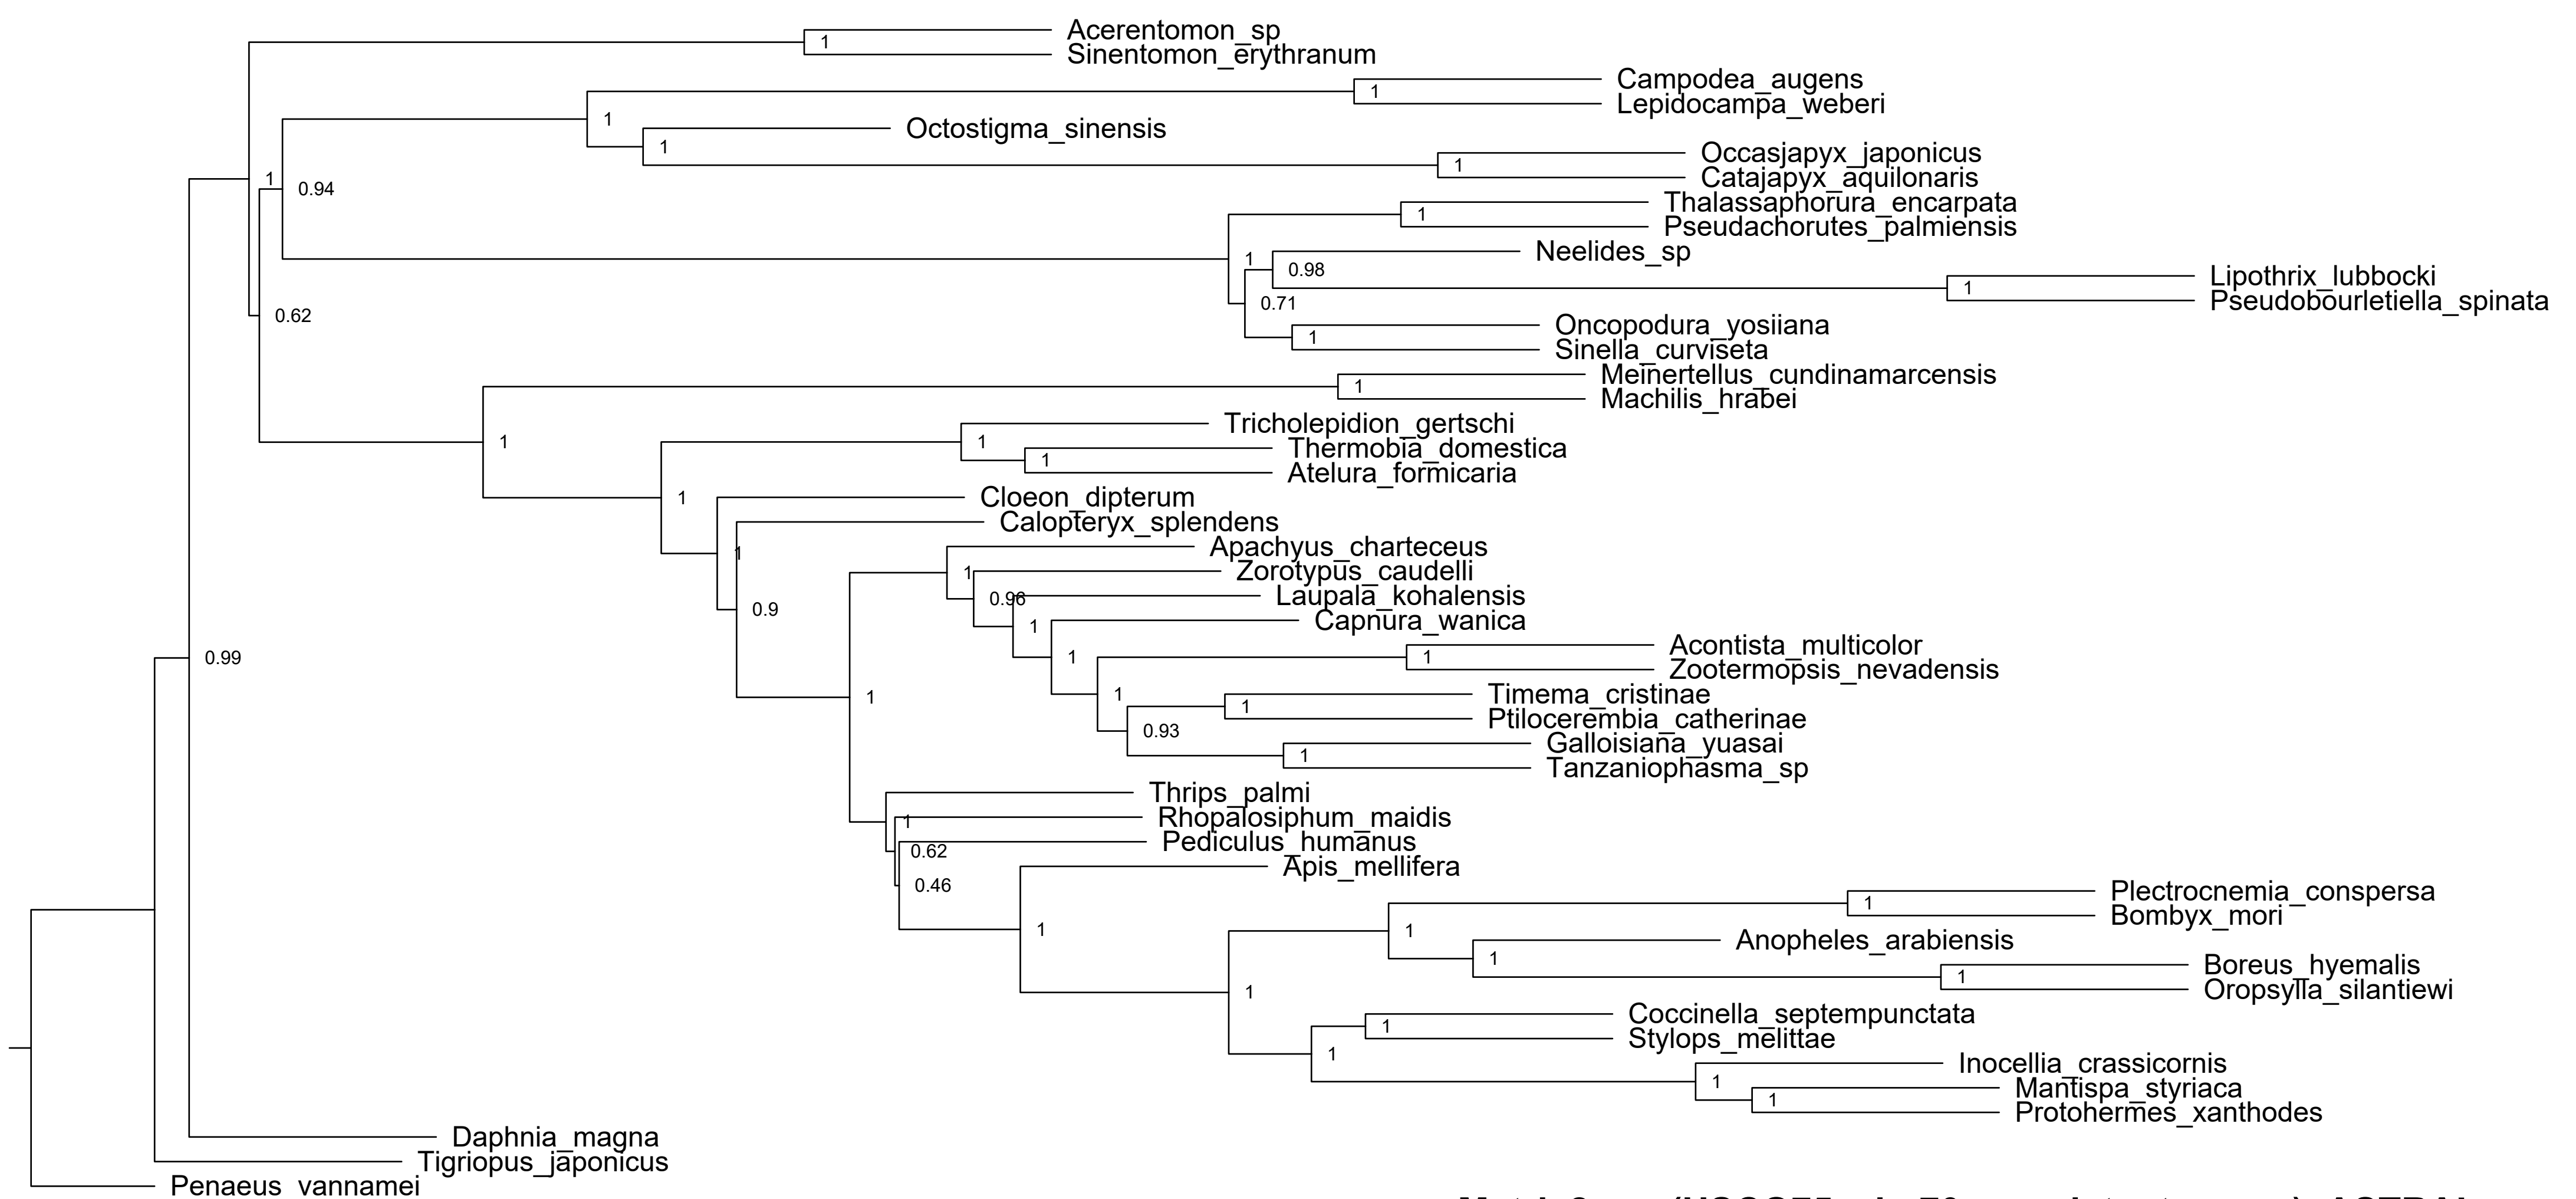 Acerentomon_sp
1
Sinentomon_erythranum
Campodea_augens
1
Lepidocampa_weberi
1
Octostigma_sinensis
1
Occasjapyx_japonicus
1
Catajapyx_aquilonaris
1
0.94
Thalassaphorura_encarpata
1
Pseudachorutes_palmiensis
Neelides_sp
1
0.98
Lipothrix_lubbocki
1
Pseudobourletiella_spinata
0.71
0.62
Oncopodura_yosiiana
1
Sinella_curviseta
Meinertellus_cundinamarcensis
1
Machilis_hrabei
Tricholepidion_gertschi
1
1
Thermobia_domestica
1
Atelura_formicaria
1
Cloeon_dipterum
Calopteryx_splendens
1
Apachyus_charteceus
1
Zorotypus_caudelli
0.96
Laupala_kohalensis
0.9
Capnura_wanica
1
Acontista_multicolor
1
1
Zootermopsis_nevadensis
0.99
1
1
Timema_cristinae
1
Ptilocerembia_catherinae
0.93
Galloisiana_yuasai
1
Tanzaniophasma_sp
Thrips_palmi
1
Rhopalosiphum_maidis
Pediculus_humanus
0.62
Apis_mellifera
0.46
Plectrocnemia_conspersa
1
Bombyx_mori
1
1
Anopheles_arabiensis
1
Boreus_hyemalis
1
Oropsylla_silantiewi
1
Coccinella_septempunctata
1
Stylops_melittae
1
Inocellia_crassicornis
1
Mantispa_styriaca
1
Protohermes_xanthodes
Daphnia_magna
Tigriopus_japonicus
Penaeus_vannamei